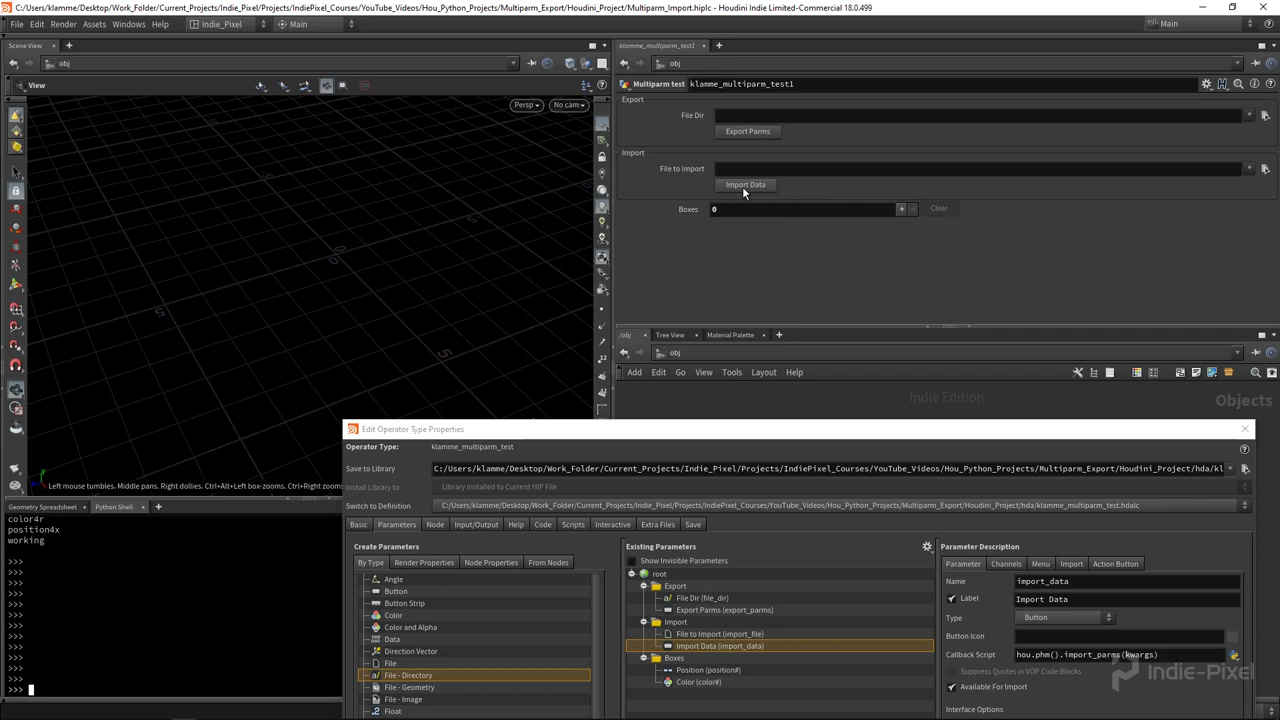 C:/Users/klamme/Desktop/Work_Folder/Current_Projects/Indie_Pixel/Projects/IndiePixel_Courses/YouTube_Videos/Hou_Python_Projects/Multiparm_Export/Houdini_Project/Multiparm_Import.hiplc - Houdini Indie Limited-Commercial 18.0.499
File Edit Render Assets Windows Help Indie_Pixel Main Main
Scene View klamme_multiparm_test1
obj obj
View Multiparm test klamme_multiparm_test1
Persp No cam
Export
File Dir
Export Parms
Import
File to Import
Import Data
Boxes 0 Clear
/obj Tree View Material Palette
obj
Add Edit Go View Tools Layout Help
Indie Edition Objects
Left mouse tumbles. Middle pans. Right dollies. Ctrl+Alt+Left box-zooms. Ctrl+
Geometry Spreadsheet Python Shell
color4r
position4x
working
>>>
>>>
>>>
>>>
>>>
>>>
>>>
>>>
>>>
>>>
>>>
Edit Operator Type Properties
Operator Type: klamme_multiparm_test
Save to Library C:/Users/klamme/Desktop/Work_Folder/Current_Projects/Indie_Pixel/Projects/IndiePixel_Courses/YouTube_Videos/Hou_Python_Projects/Multiparm_Export/Houdini_Project/hda/kl
Install Library to Library installed to Current HIP File
Switch to Definition C:/Users/klamme/Desktop/Work_Folder/Current_Projects/Indie_Pixel/Projects/IndiePixel_Courses/YouTube_Videos/Hou_Python_Projects/Multiparm_Export/Houdini_Project/hda/klamme_multiparm_test.hdalc
Basic Parameters Node Input/Output Help Code Scripts Interactive Extra Files Save
Create Parameters
By Type Render Properties Node Properties From Nodes
Angle
Button
Button Strip
Color
Color and Alpha
Data
Direction Vector
File
File - Directory
File - Geometry
File - Image
Float
Existing Parameters
Show Invisible Parameters
root
Export
File Dir (file_dir)
Export Parms (export_parms)
Import
File to Import (import_file)
Import Data (import_data)
Boxes
Position (position#)
Color (color#)
Parameter Description
Parameter Channels Menu Import Action Button
Name import_data
Label Import Data
Type Button
Button Icon
Callback Script hou.phm().import_parms(kwargs)
Suppress Quotes in VOP Code Blocks
Available For Import
Interface Options
Indie-Pixel